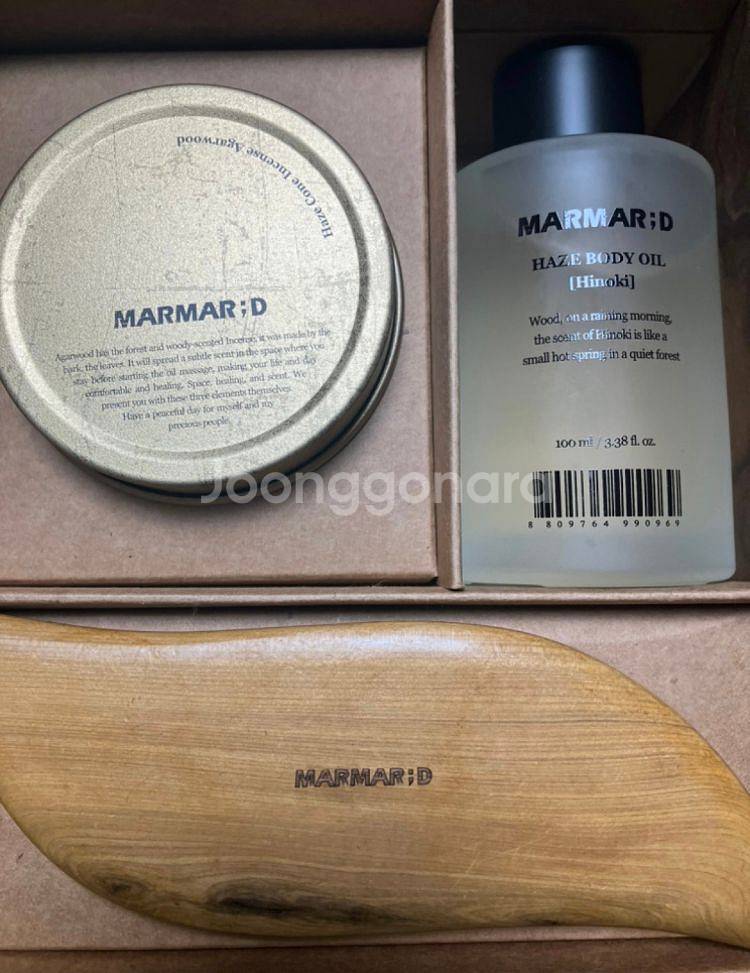 Haze Cone Incense Agarwood
MARMAR;D
Agarwood has the forest and woody-scented Incense, it was made by the
bark, the leaves. It will spread a subtle scent in the space where you
stay before starting the oil massage, making your life and day
comfortable and healing. Space, healing, and scent. We
present you with these three elements themselves.
Have a peaceful day for myself and my
precious people.
MARMAR;D
HAZE BODY OIL
[Hinoki]
Wood, on a raining morning,
the scent of Hinoki is like a
small hot spring in a quiet forest
100 ml / 3.38 fl. oz.
8 809764 990969
Joonggonara
MARMAR;D